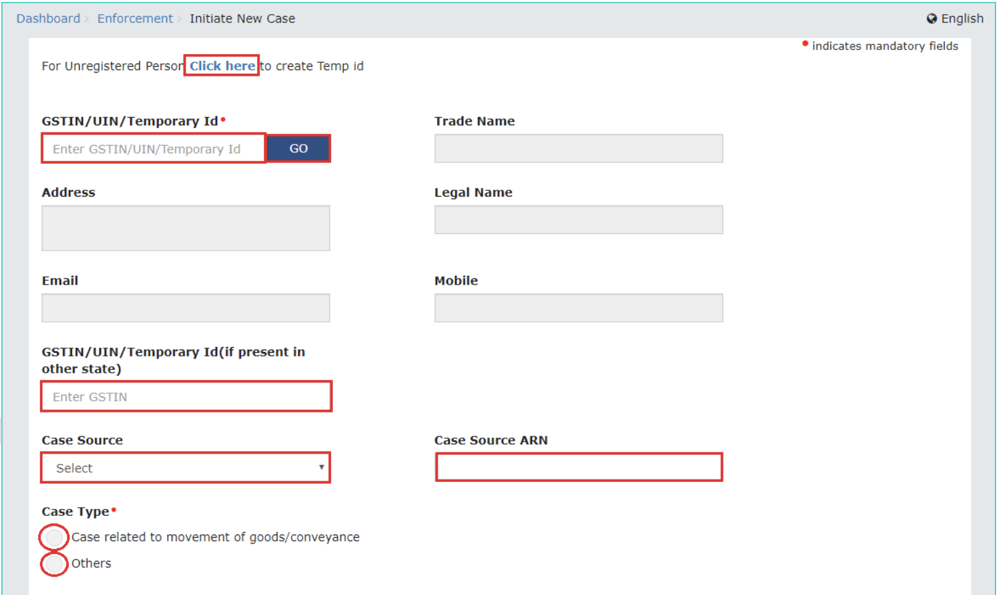 Dashboard > Enforcement > Initiate New Case
English
• indicates mandatory fields
For Unregistered Person Click here to create Temp id
GSTIN/UIN/Temporary Id•
Trade Name
Enter GSTIN/UIN/Temporary Id
GO
Address
Legal Name
Email
Mobile
GSTIN/UIN/Temporary Id(if present in
other state)
Enter GSTIN
Case Source
Case Source ARN
Select
Case Type•
Case related to movement of goods/conveyance
Others